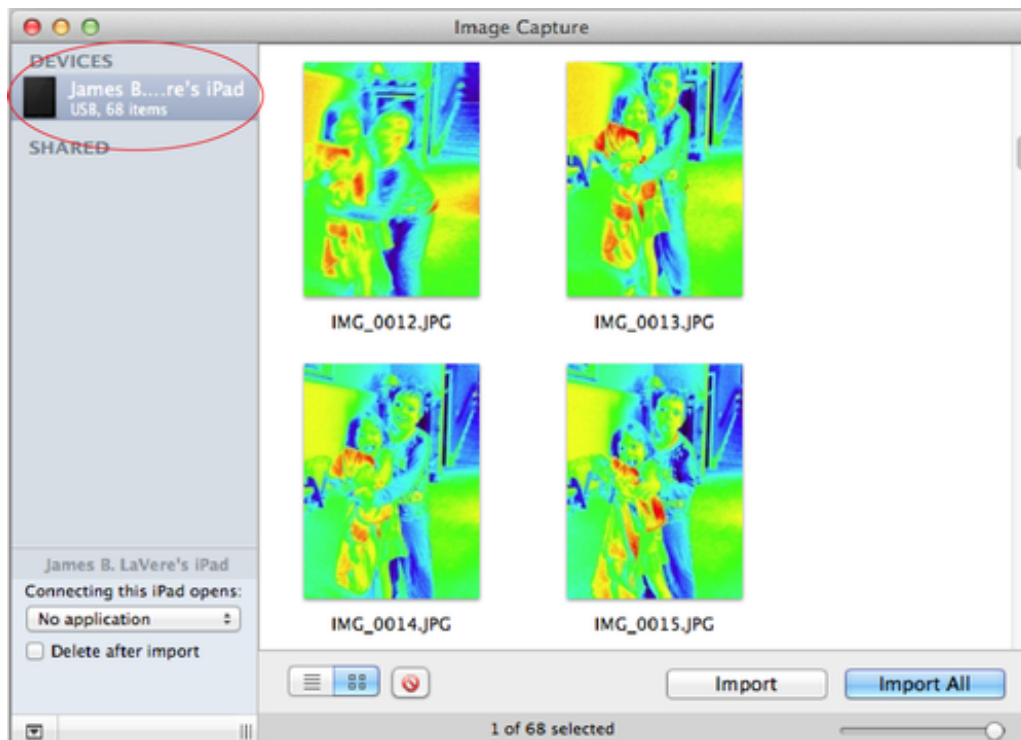 Image Capture
DEVICES
James B....re's iPad
USB, 68 items
SHARED
IMG_0012.JPG
IMG_0013.JPG
IMG_0014.JPG
IMG_0015.JPG
James B. LaVere's iPad
Connecting this iPad opens:
No application
Delete after import
Import
Import All
1 of 68 selected